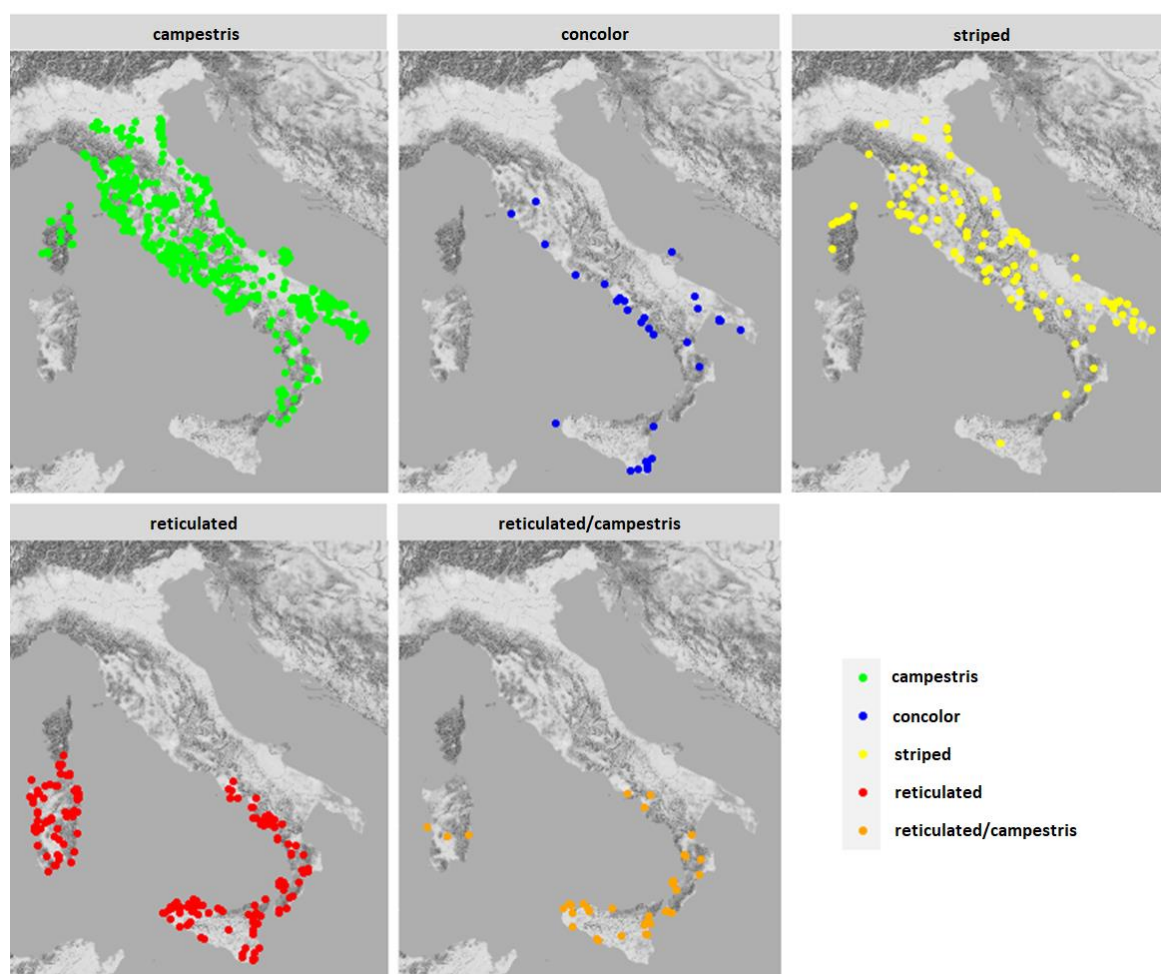 campestris
concolor
striped
reticulated
reticulated/campestris
campestris
concolor
striped
reticulated
reticulated/campestris